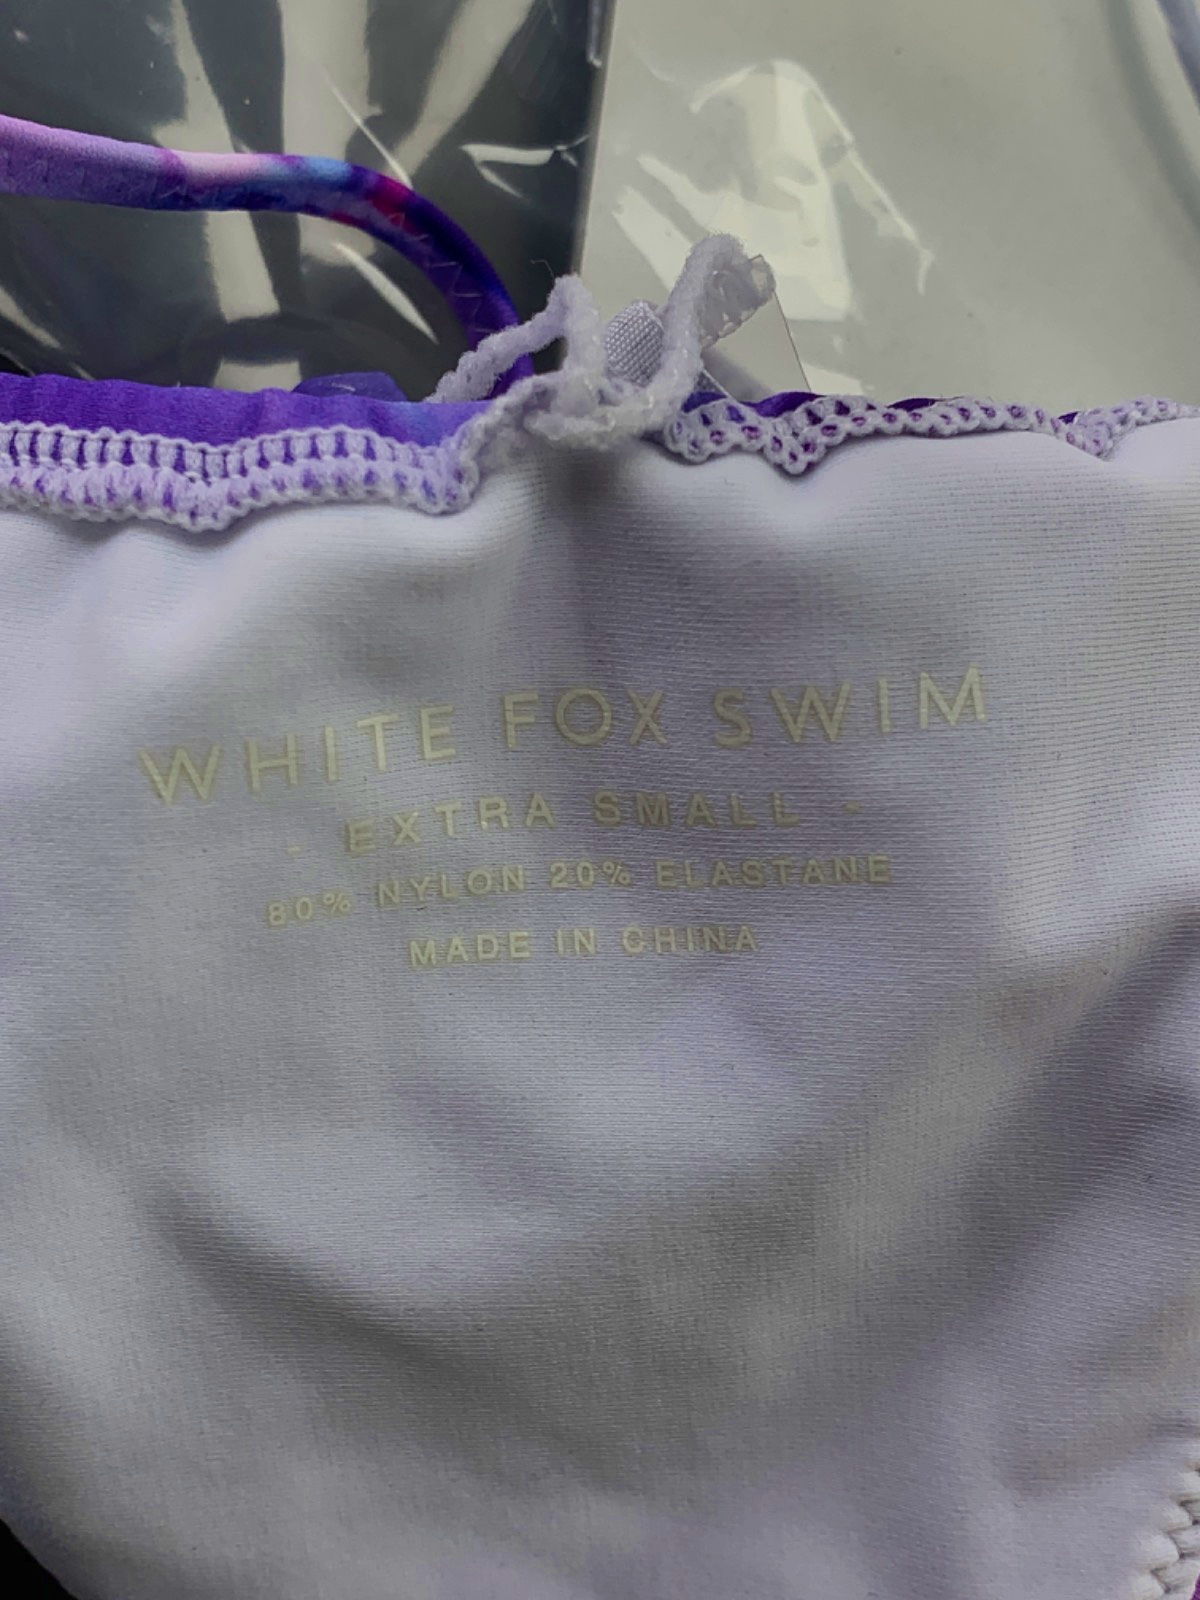 WHITE FOX SWIM
- EXTRA SMALL -
80% NYLON 20% ELASTANE
MADE IN CHINA